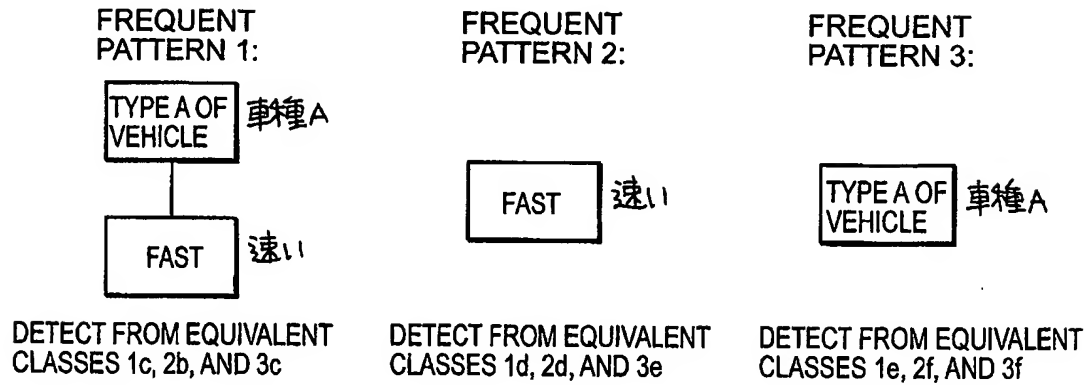 FREQUENT
PATTERN 1:
TYPE A OF
VEHICLE
車種A
FAST
速い
DETECT FROM EQUIVALENT
CLASSES 1c, 2b, AND 3c
FREQUENT
PATTERN 2:
FAST
速い
DETECT FROM EQUIVALENT
CLASSES 1d, 2d, AND 3e
FREQUENT
PATTERN 3:
TYPE A OF
VEHICLE
車種A
DETECT FROM EQUIVALENT
CLASSES 1e, 2f, AND 3f